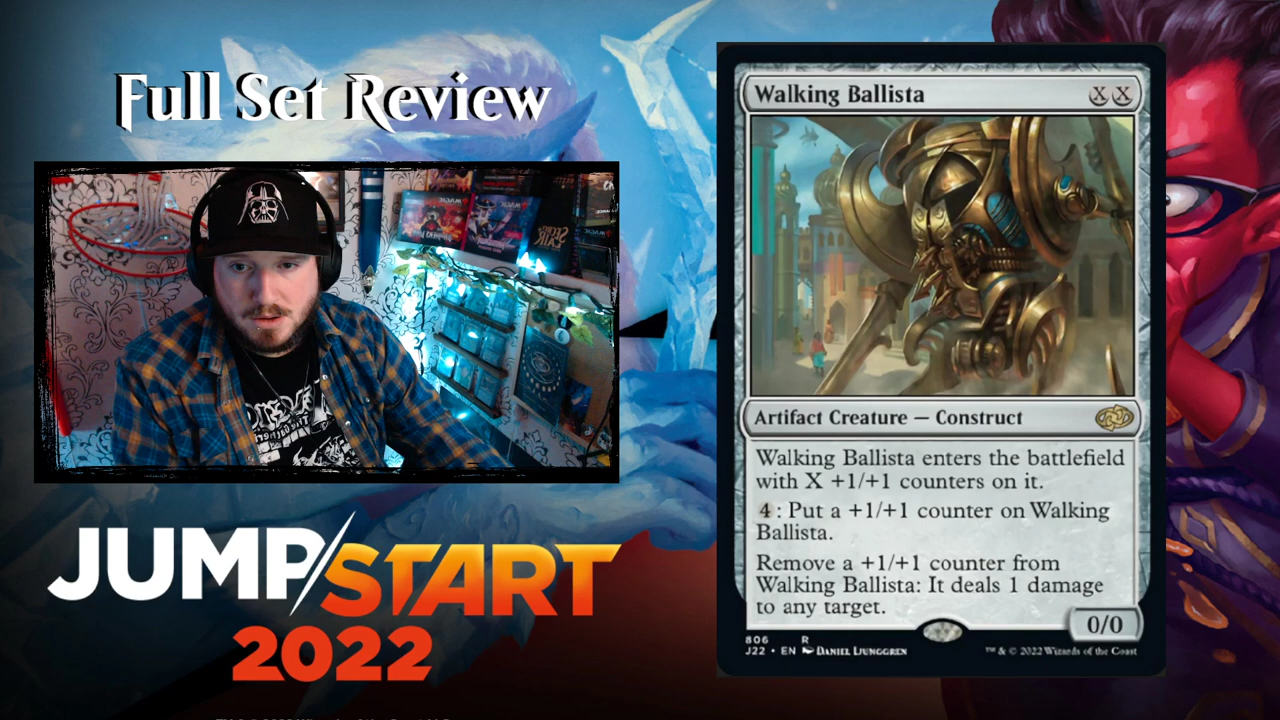 Full Set Review
JUMP/START
2022
Walking Ballista XX
Artifact Creature — Construct
Walking Ballista enters the battlefield
with X +1/+1 counters on it.
4: Put a +1/+1 counter on Walking
Ballista.
Remove a +1/+1 counter from
Walking Ballista: It deals 1 damage
to any target.
0/0
806 R
J22 • EN DANIEL LJUNGGREN
™ & © 2022 Wizards of the Coast